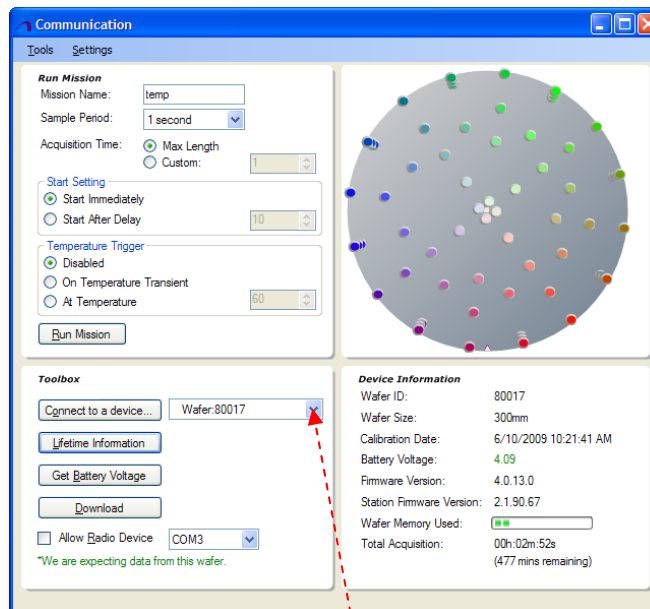 Communication
Tools Settings
Run Mission
Mission Name: temp
Sample Period: 1 second
Acquisition Time: Max Length
Custom: 1
Start Setting
Start Immediately
Start After Delay 10
Temperature Trigger
Disabled
On Temperature Transient
At Temperature 60
Run Mission
Toolbox
Connect to a device... Wafer:80017
Lifetime Information
Get Battery Voltage
Download
Allow Radio Device COM3
*We are expecting data from this wafer.
Device Information
Wafer ID: 80017
Wafer Size: 300mm
Calibration Date: 6/10/2009 10:21:41 AM
Battery Voltage: 4.09
Firmware Version: 4.0.13.0
Station Firmware Version: 2.1.90.67
Wafer Memory Used:
Total Acquisition: 00h:02m:52s
(477 mins remaining)